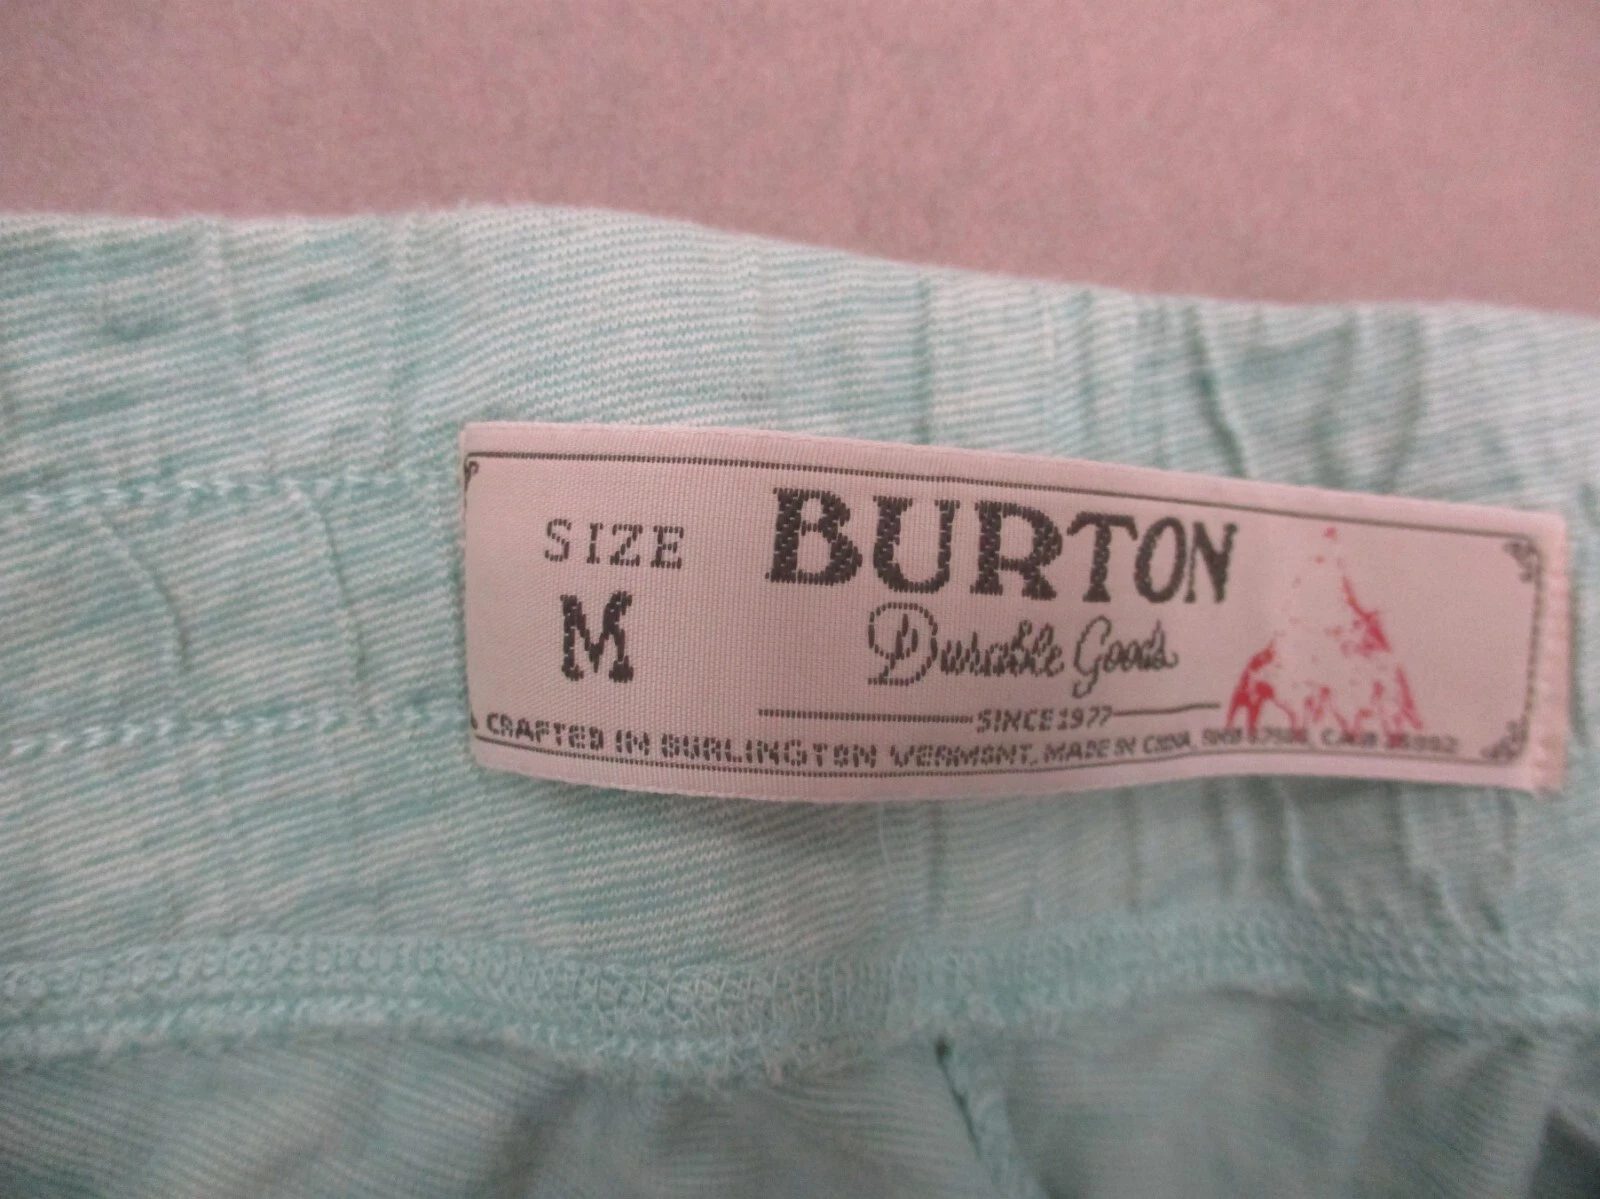 SIZE
M
BURTON
Durable Goods
SINCE 1977
CRAFTED IN BURLINGTON VERMONT, MADE IN CHINA,